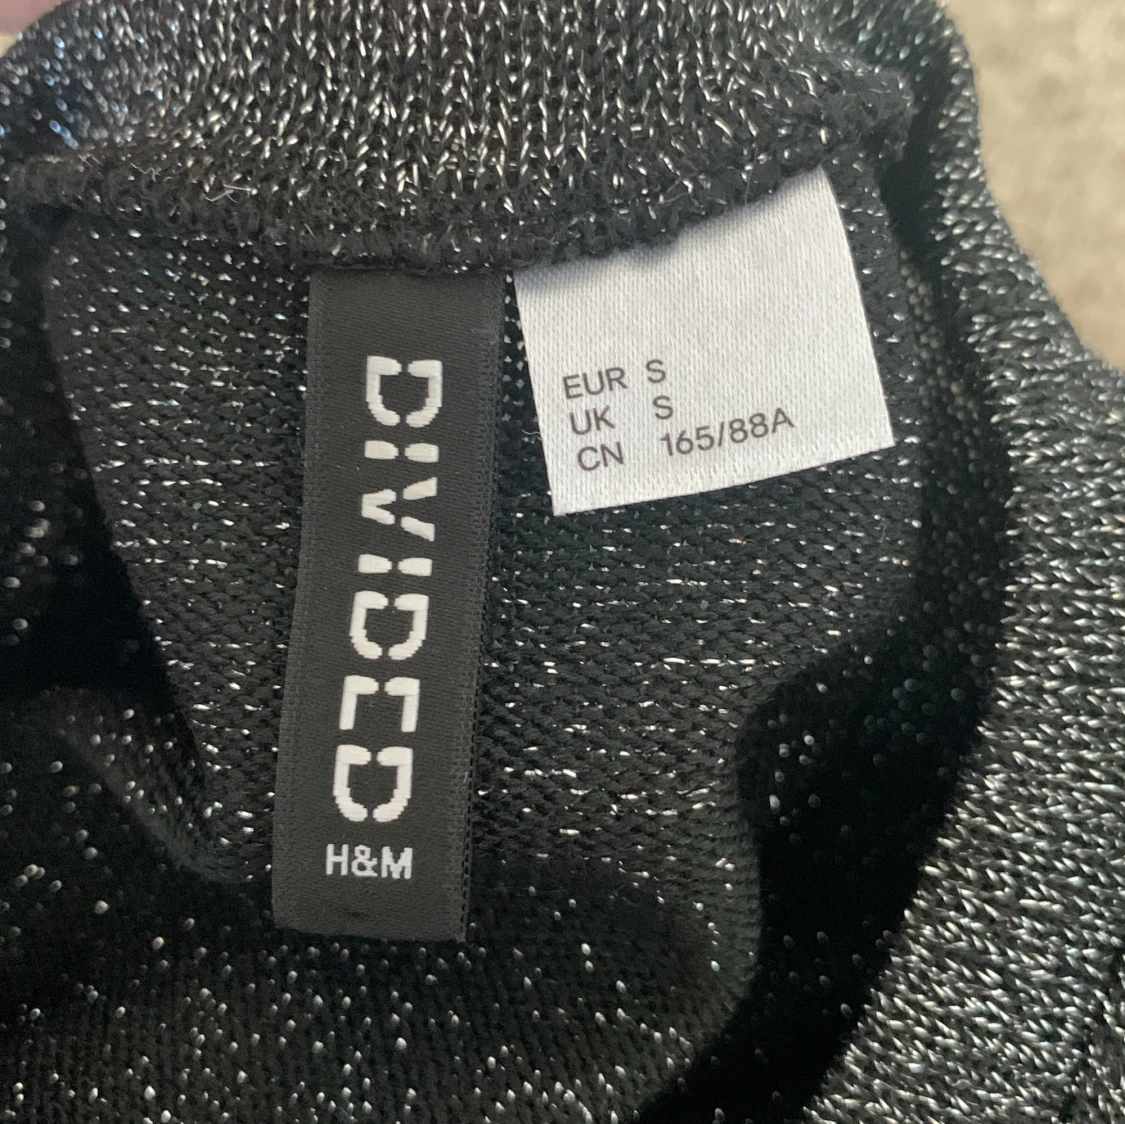 DIVIDED
H&M
EUR S
UK S
CN 165/88A